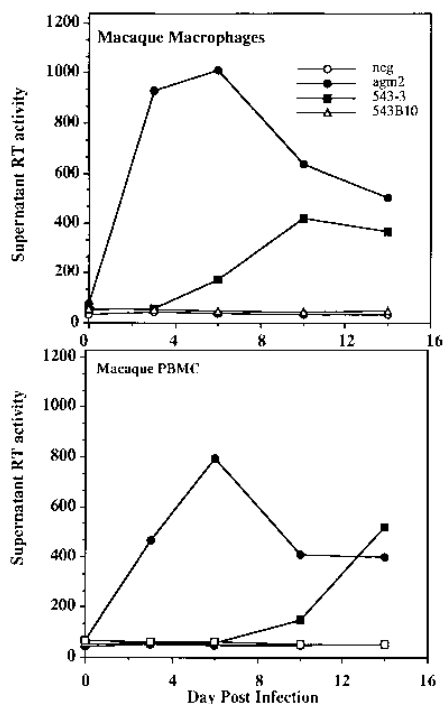 Macaque Macrophages
neg
agm2
543-3
543B10
Supernatant RT activity
1200
1000
800
600
400
200
0
0 4 8 12 16
Macaque PBMC
Supernatant RT activity
1200
1000
800
600
400
200
0
0 4 8 12 16
Day Post Infection